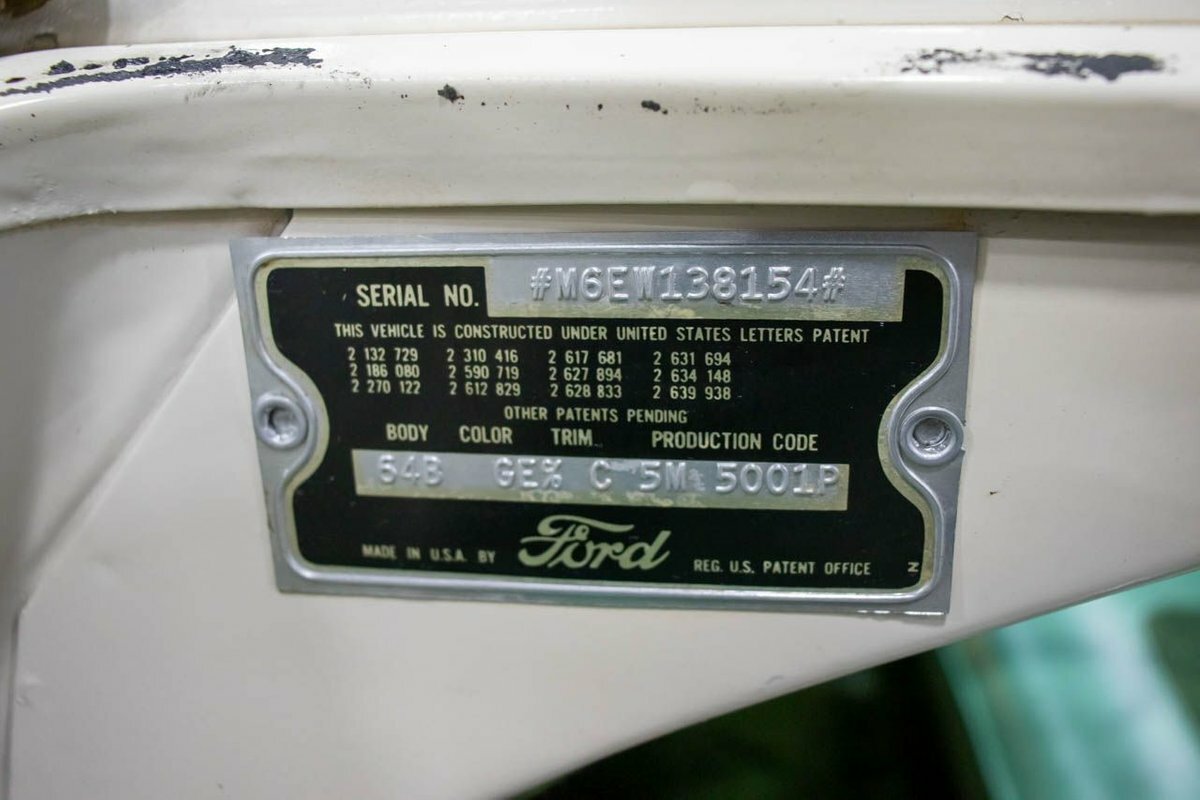 SERIAL NO. #M6EW138154#
THIS VEHICLE IS CONSTRUCTED UNDER UNITED STATES LETTERS PATENT
2 132 729 2 310 416 2 617 681 2 631 694
2 186 080 2 590 719 2 627 894 2 634 148
2 270 122 2 612 829 2 628 833 2 639 938
OTHER PATENTS PENDING
BODY COLOR TRIM PRODUCTION CODE
64B GE% C 5M 5001P
MADE IN U.S.A. BY Ford REG. U.S. PATENT OFFICE N